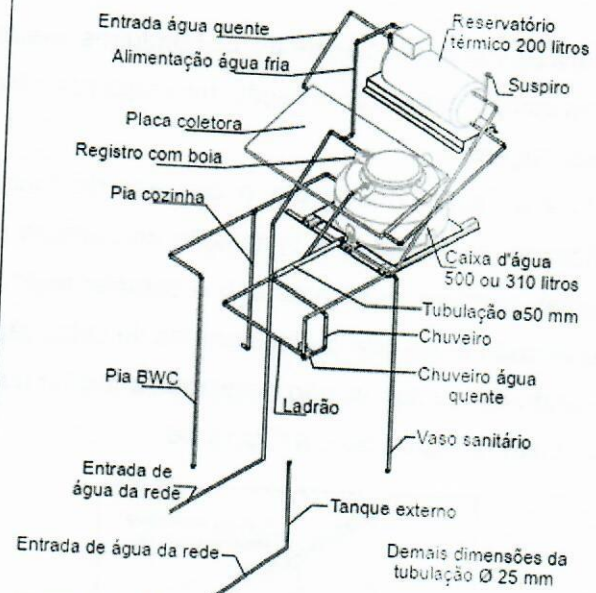 Entrada água quente
Reservatório
térmico 200 litros
Alimentação água fria
Suspiro
Placa coletora
Registro com boia
Pia cozinha
Caixa d'água
500 ou 310 litros
Tubulação ø50 mm
Chuveiro
Chuveiro água
quente
Pia BWC
Ladrão
Vaso sanitário
Entrada de
água da rede
Tanque externo
Entrada de água da rede
Demais dimensões da
tubulação Ø 25 mm